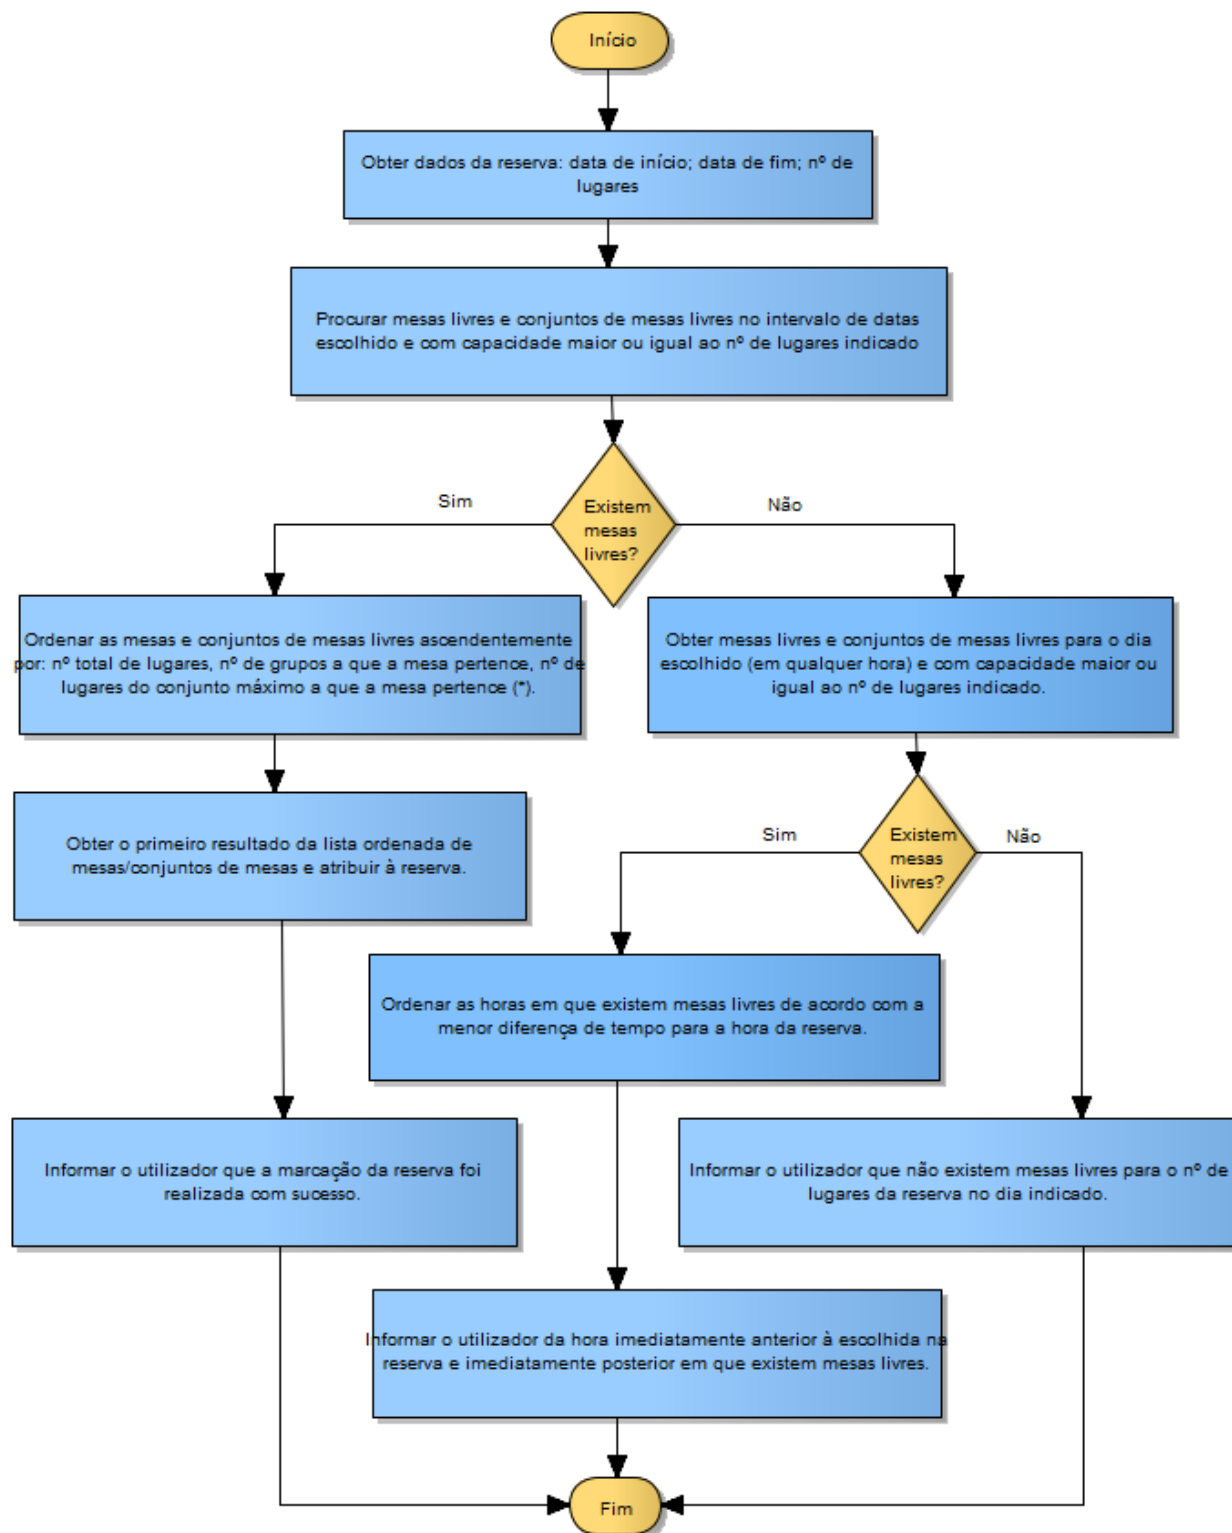 Início
Obter dados da reserva: data de início; data de fim; nº de
lugares
Procurar mesas livres e conjuntos de mesas livres no intervalo de datas
escolhido e com capacidade maior ou igual ao nº de lugares indicado
Existem
mesas
livres?
Sim
Não
Ordenar as mesas e conjuntos de mesas livres ascendentemente
por: nº total de lugares, nº de grupos a que a mesa pertence, nº de
lugares do conjunto máximo a que a mesa pertence (*).
Obter mesas livres e conjuntos de mesas livres para o dia
escolhido (em qualquer hora) e com capacidade maior ou
igual ao nº de lugares indicado.
Obter o primeiro resultado da lista ordenada de
mesas/conjuntos de mesas e atribuir à reserva.
Existem
mesas
livres?
Sim
Não
Ordenar as horas em que existem mesas livres de acordo com a
menor diferença de tempo para a hora da reserva.
Informar o utilizador que a marcação da reserva foi
realizada com sucesso.
Informar o utilizador que não existem mesas livres para o nº de
lugares da reserva no dia indicado.
Informar o utilizador da hora imediatamente anterior à escolhida na
reserva e imediatamente posterior em que existem mesas livres.
Fim